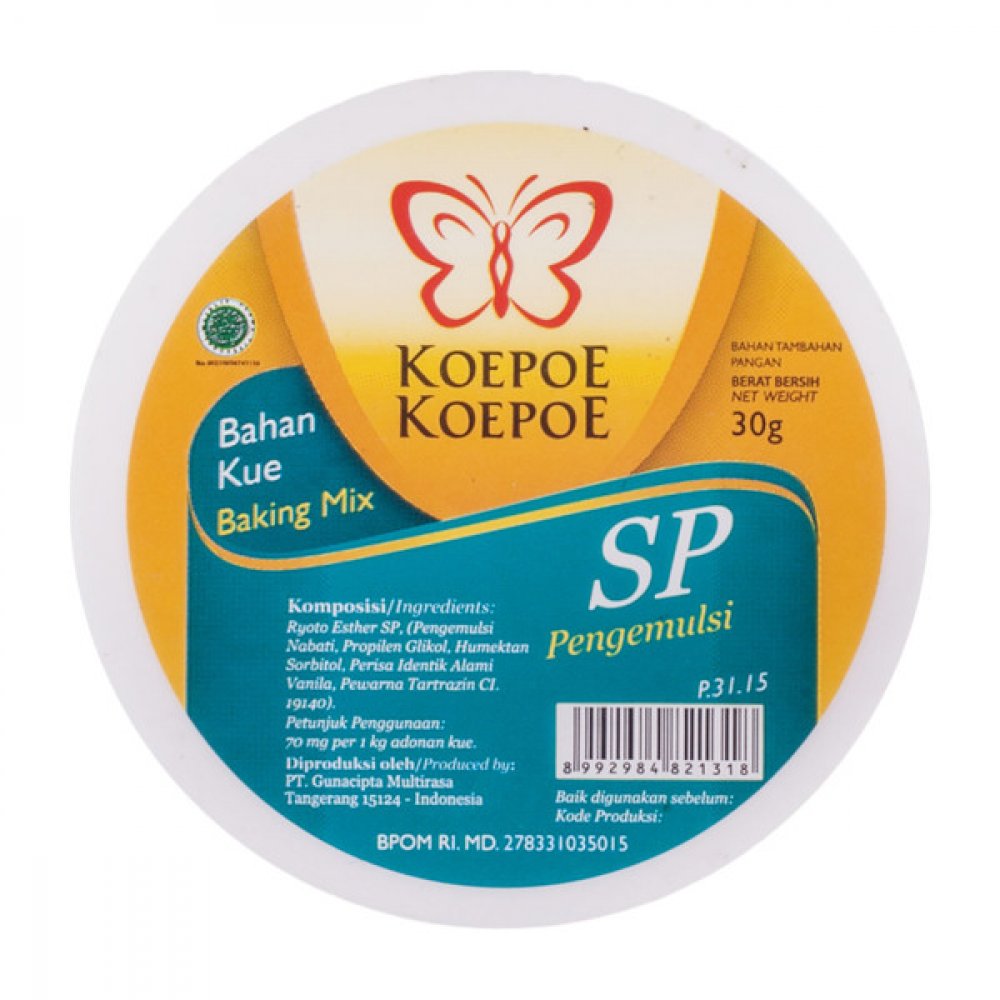 KOEPOE
KOEPOE
BAHAN TAMBAHAN
PANGAN
BERAT BERSIH
NET WEIGHT
30g
Bahan
Kue
Baking Mix
SP
Pengemulsi
Komposisi/Ingredients:
Ryoto Esther SP, (Pengemulsi
Nabati, Propilen Glikol, Humektan
Sorbitol, Perisa Identik Alami
Vanila, Pewarna Tartrazin CI.
19140).
Petunjuk Penggunaan:
70 mg per 1 kg adonan kue.
Diproduksi oleh/Produced by:
PT. Gunacipta Multirasa
Tangerang 15124 - Indonesia
P.31.15
8 992984 821318
Baik digunakan sebelum:
Kode Produksi:
BPOM RI. MD. 278331035015